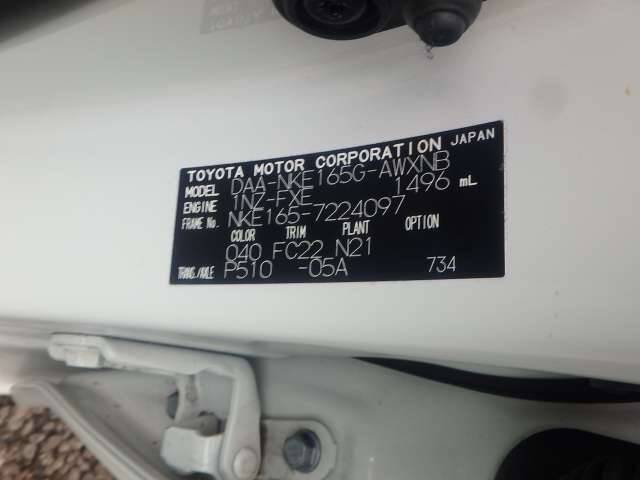 TOYOTA MOTOR CORPORATION JAPAN
MODEL DAA-NKE165G-AWXNB
ENGINE 1NZ-FXE 1496 mL
FRAME No. NKE165-7224097
COLOR TRIM PLANT OPTION
040 FC22 N21
TRANS./AXLE P510 -05A 734